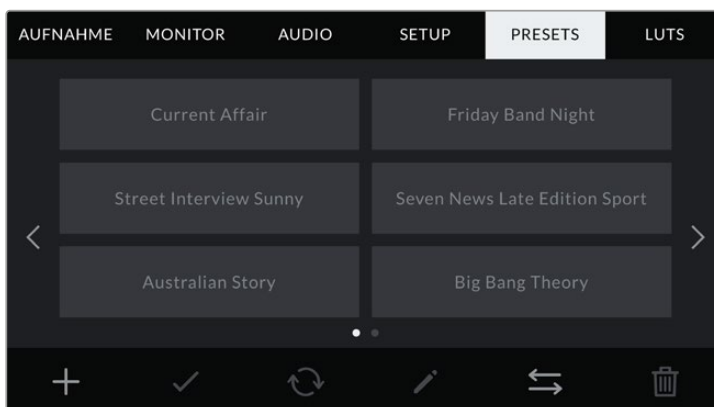 AUFNAHME MONITOR AUDIO SETUP PRESETS LUTS
Current Affair Friday Band Night
Street Interview Sunny Seven News Late Edition Sport
Australian Story Big Bang Theory